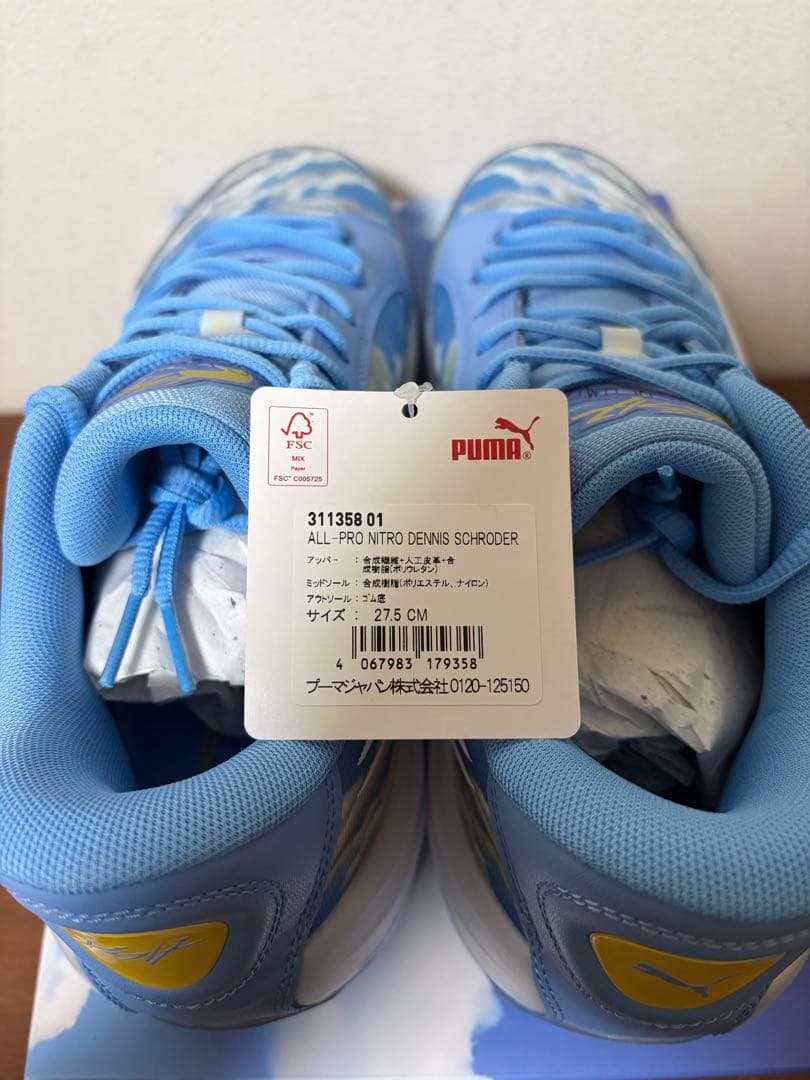 FSC
MIX
Paper
FSC™ C005725
PUMA®
311358 01
ALL-PRO NITRO DENNIS SCHRODER
アッパー : 合成繊維+人工皮革+合
成樹脂(ポリウレタン)
ミッドソール : 合成樹脂(ポリエステル、ナイロン)
アウトソール : ゴム底
サイズ : 27.5 CM
4 067983 179358
プーマジャパン株式会社0120-125150